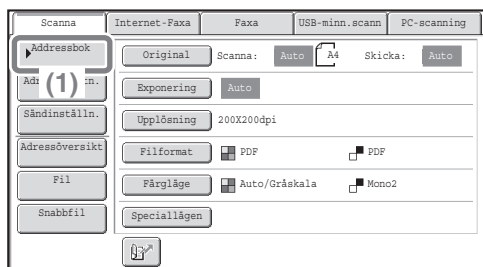 Scanna Internet-Faxa Faxa USB-minn.scann PC-scanning
Addressbok
Original Scanna: Auto A4 Skicka: Auto
(1)
Exponering Auto
Sändinställn.
Upplösning 200X200dpi
Adressöversikt
Filformat PDF PDF
Fil
Färgläge Auto/Gråskala Mono2
Snabbfil
Speciallägen